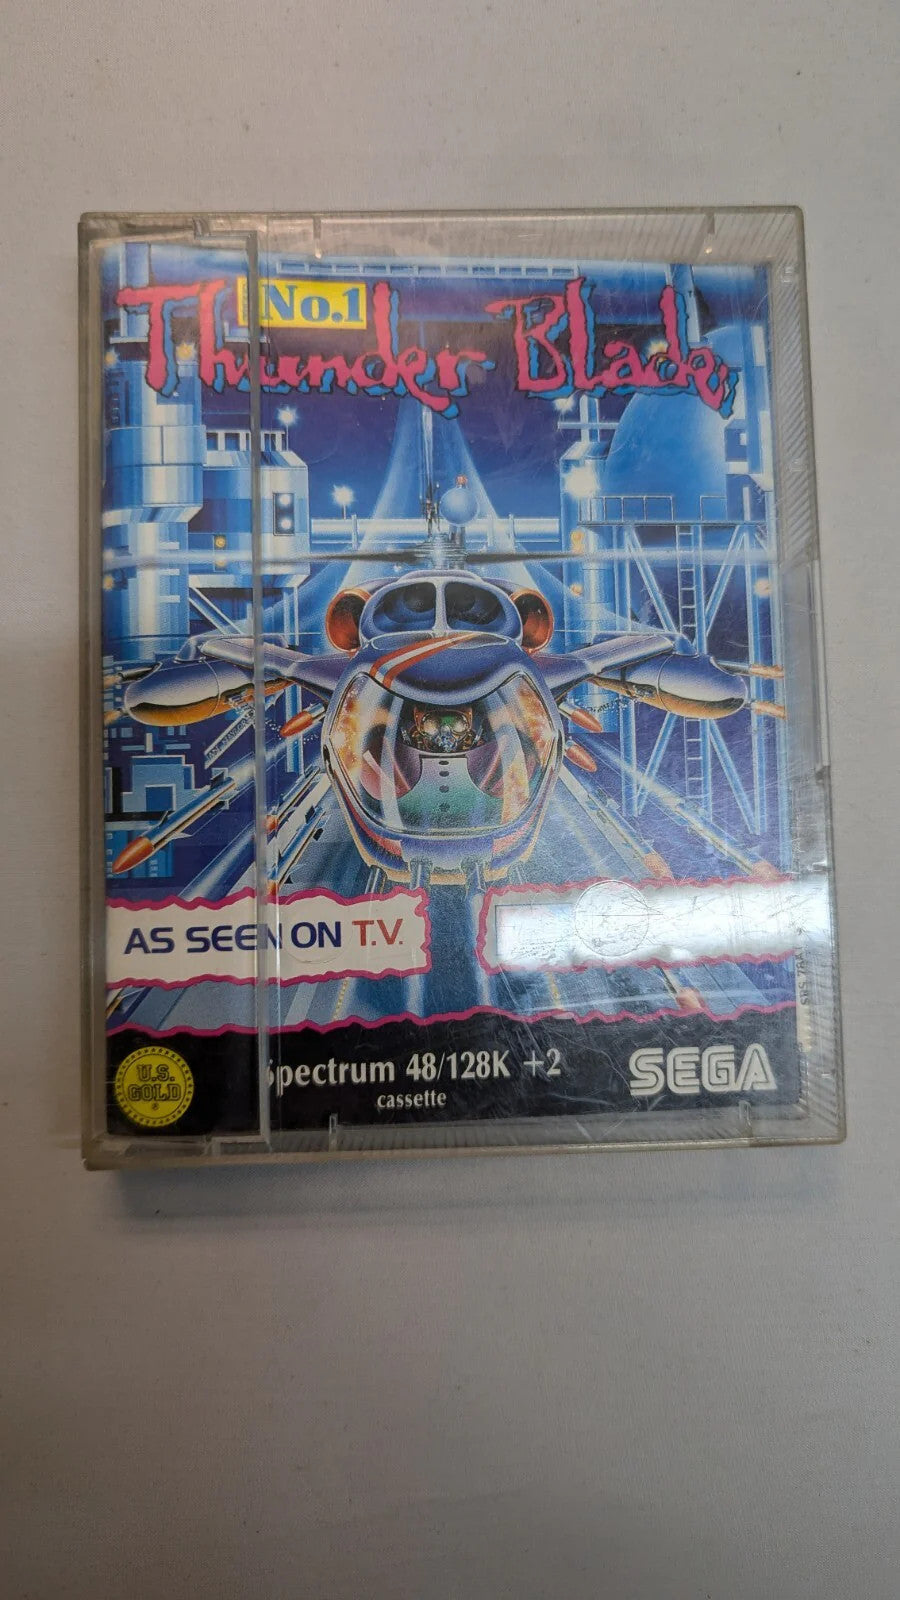 No.1
Thunder Blade
AS SEEN ON T.V.
U.S.
GOLD
®
Spectrum 48/128K +2
cassette
SEGA